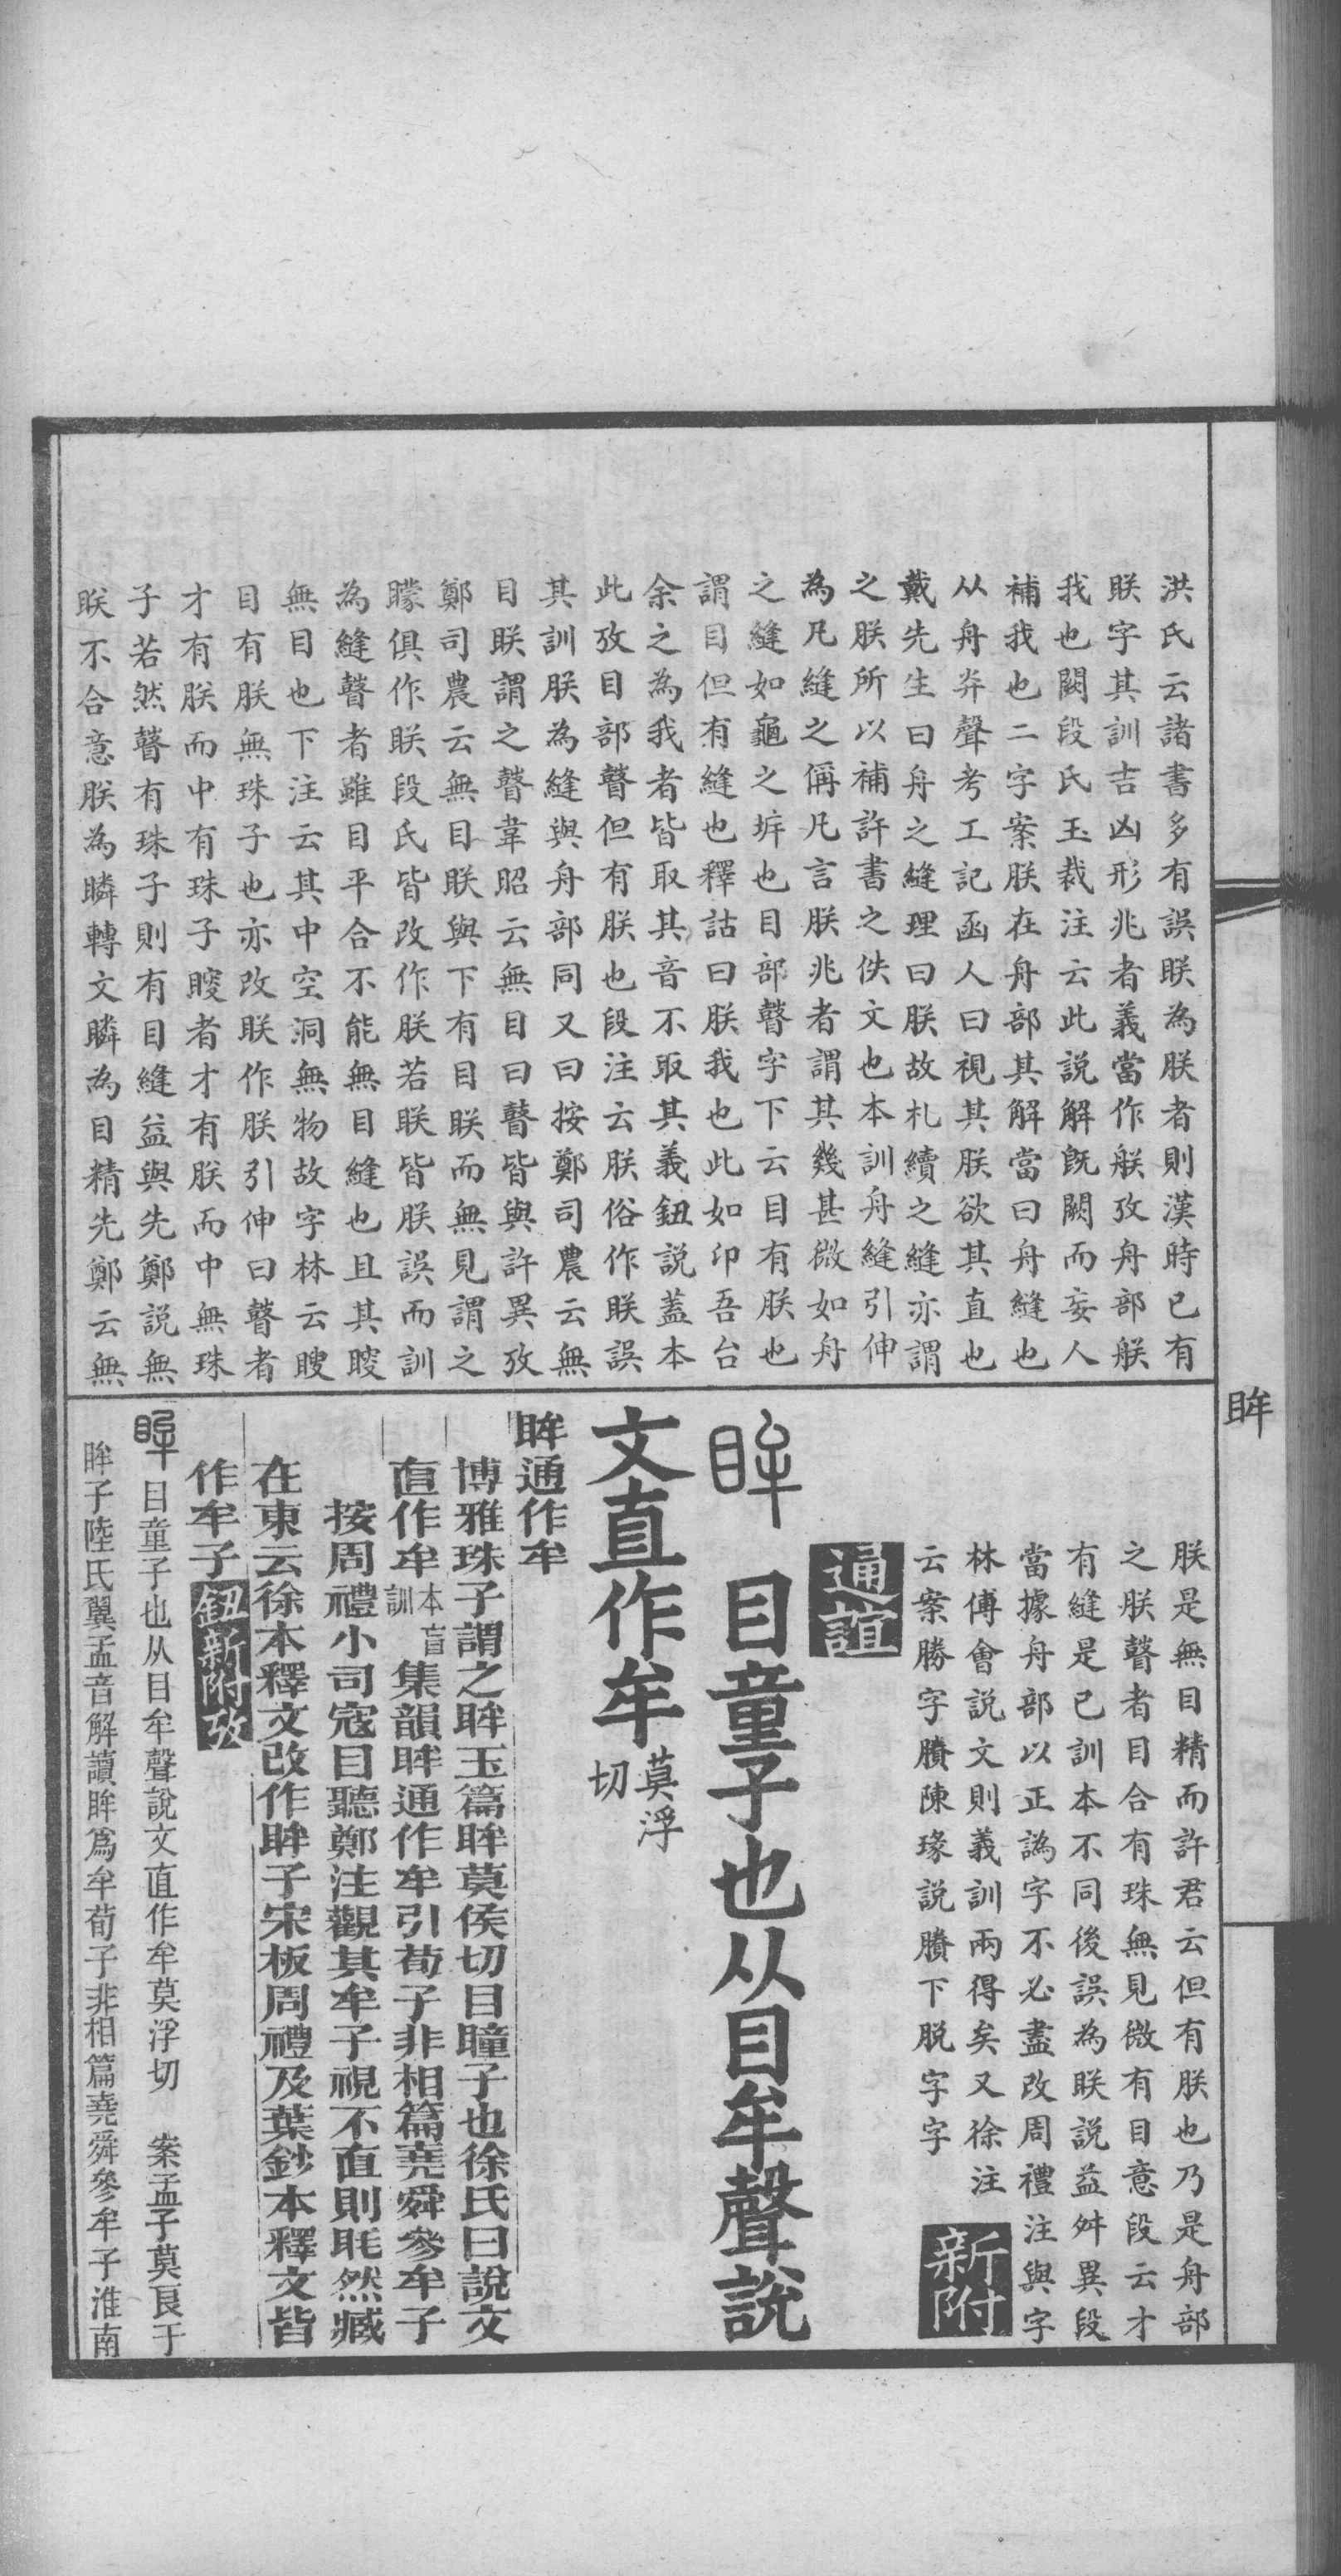 洪氏云諸書多有誤眹為朕者則漢時已有
眹字其訓吉凶形兆者義當作䑣攷舟部䑣
我也闕段氏玉裁注云此説解旣闕而妄人
補我也二字案朕在舟部其解當曰舟縫也
从舟灷聲考工記函人曰視其朕欲其直也
戴先生曰舟之縫理曰朕故札續之縫亦謂
之朕所以補許書之佚文也本訓舟縫引伸
為凡縫之偁凡言朕兆者謂其幾甚微如舟
之縫如龜之㙤也目部瞽字下云目有朕也
謂目但有縫也釋詁曰朕我也此如卬吾台
余之為我者皆取其音不取其義鈕説蓋本
此攷目部瞽但有朕也段注云朕俗作眹誤
其訓朕為縫與舟部同又曰按鄭司農云無
目眹謂之瞽韋昭云無目曰瞽皆與許異攷
鄭司農云無目眹與下有目眹而無見謂之
矇俱作眹段氏皆改作朕若眹皆朕誤而訓
為縫瞽者雖目平合不能無目縫也且其瞍
無目也下注云其中空洞無物故字林云瞍
目有朕無珠子也亦改眹作朕引伸曰瞽者
才有朕而中有珠子瞍者才有朕而中無珠
子若然瞽有珠子則有目縫益與先鄭説無
眹不合意朕為瞵轉文瞵為目精先鄭云無
眸
朕是無目精而許君云但有朕也乃是舟部
之朕瞽者目合有珠無見微有目意段云才
有縫是已訓本不同後誤為眹説益舛異段
當據舟部以正譌字不必盡改周禮注與字
林傅會説文則義訓兩得矣又徐注
云案勝字賸陳瑑説賸下脱字字
新附
通誼
眸 目童子也从目牟聲説
文直作牟 莫浮切
眸通作牟
博雅珠子謂之眸玉篇眸莫侯切目瞳子也徐氏曰説文
直作牟 本訓盲 集韻眸通作牟引荀子非相篇堯舜參牟子
按周禮小司寇目聽鄭注觀其牟子視不直則眊然臧
在東云徐本釋文改作眸子宋板周禮及葉鈔本釋文皆
作牟子 鈕新附攷
眸 目童子也从目牟聲説文直作牟莫浮切 案孟子莫良于
眸子陸氏翼孟音解讀眸爲牟荀子非相篇堯舜參牟子淮南